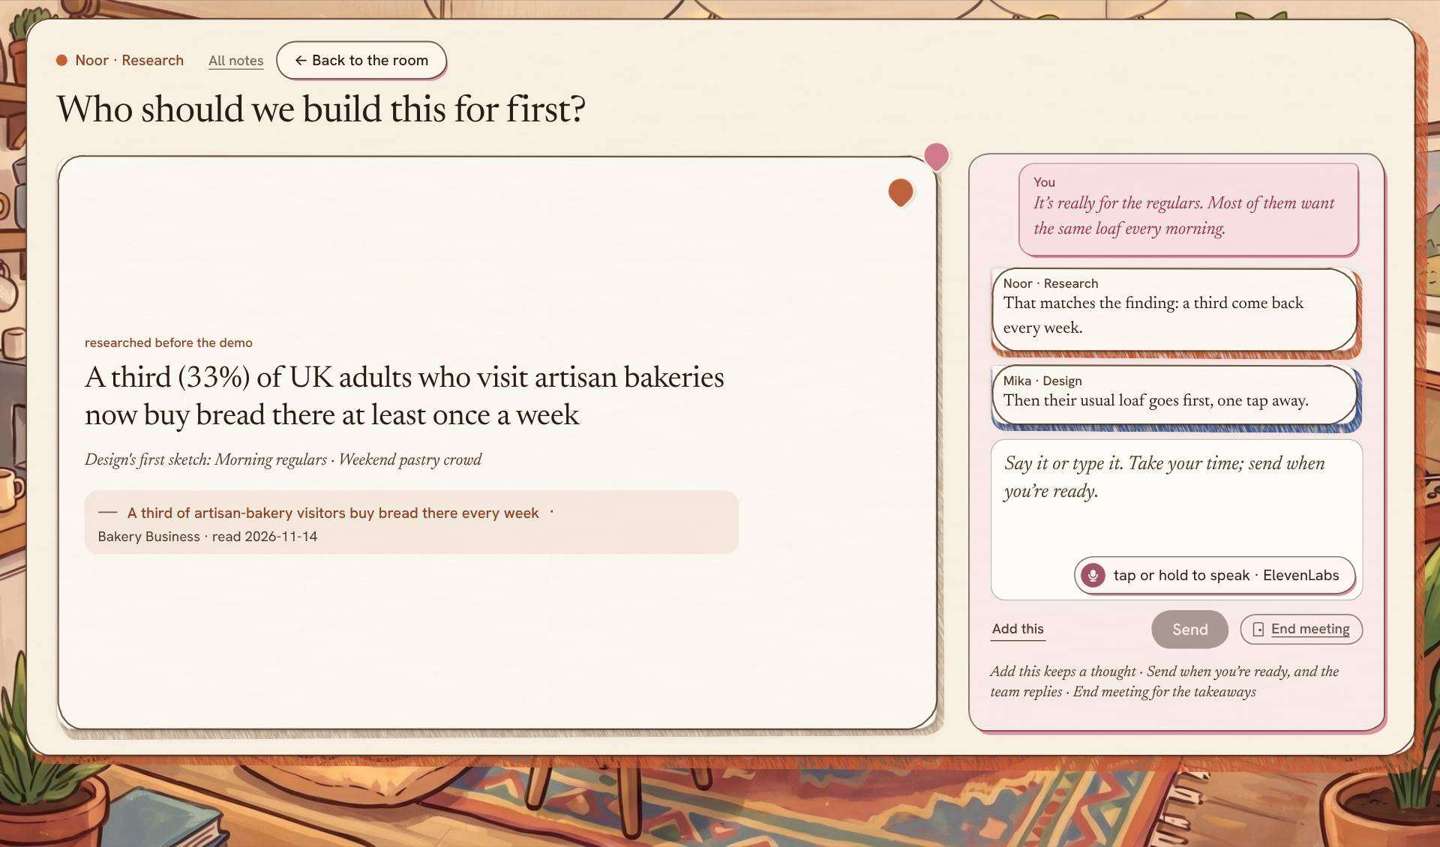 Noor · Research
All notes
← Back to the room
Who should we build this for first?
researched before the demo
A third (33%) of UK adults who visit artisan bakeries
now buy bread there at least once a week
Design's first sketch: Morning regulars · Weekend pastry crowd
— A third of artisan-bakery visitors buy bread there every week ·
Bakery Business · read 2026-11-14
You
It's really for the regulars. Most of them want
the same loaf every morning.
Noor · Research
That matches the finding: a third come back
every week.
Mika · Design
Then their usual loaf goes first, one tap away.
Say it or type it. Take your time; send when
you're ready.
tap or hold to speak · ElevenLabs
Add this
Send
End meeting
Add this keeps a thought · Send when you're ready, and the
team replies · End meeting for the takeaways